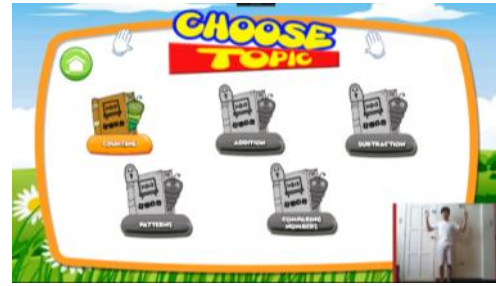 CHOOSE
TOPIC
COUNTING
ADDITION
SUBTRACTION
PATTERNS
COMPARING
NUMBERS